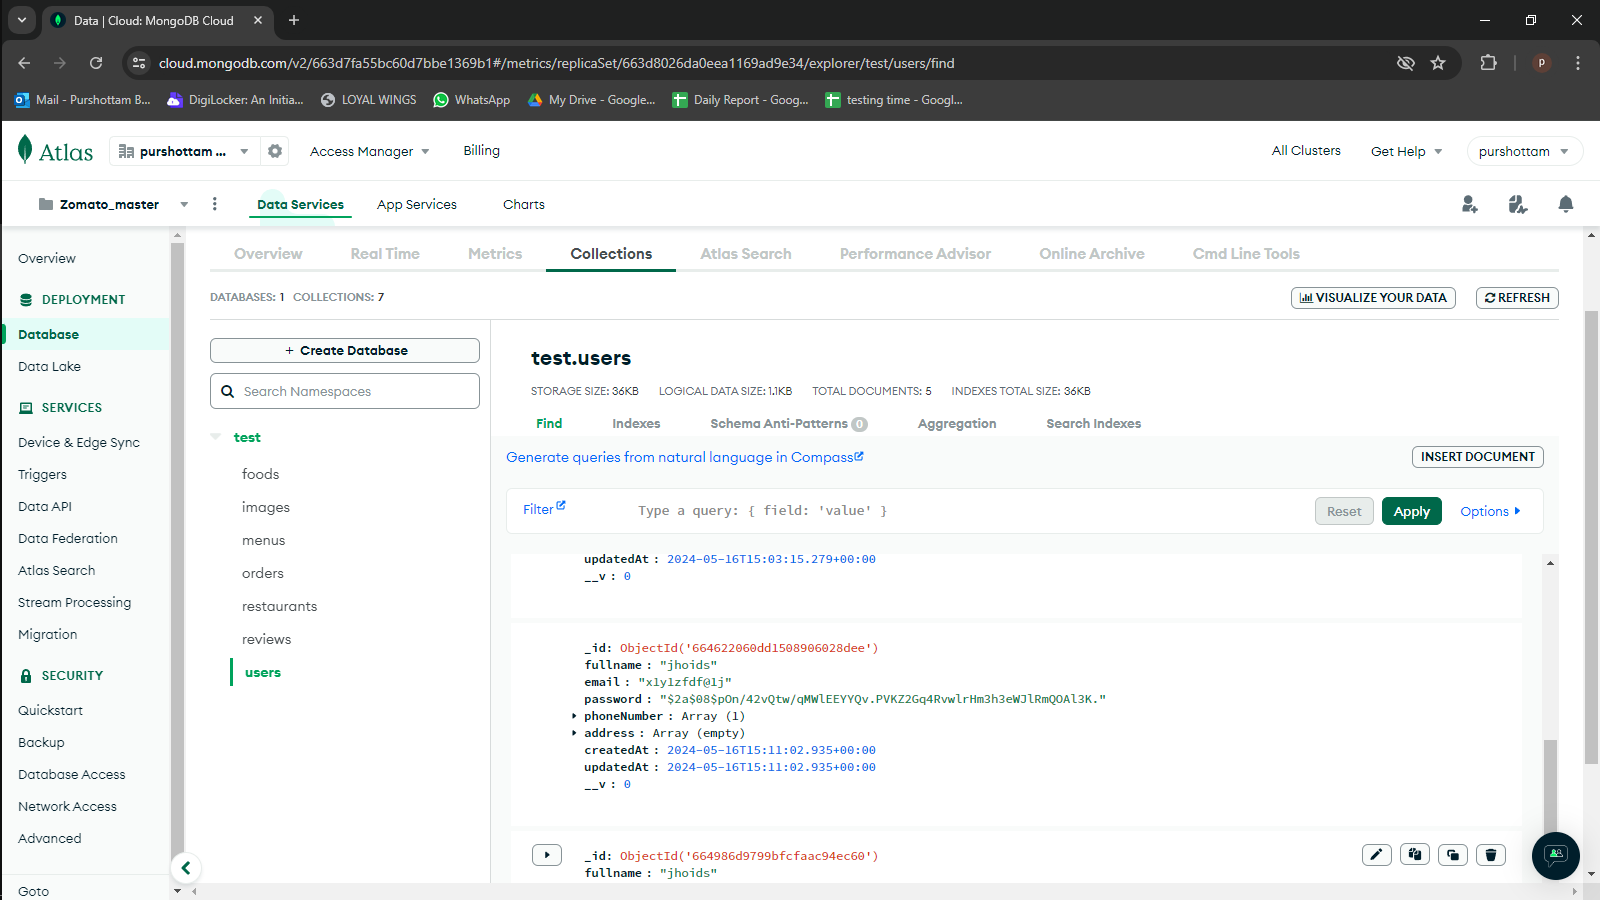 Data | Cloud: MongoDB Cloud
cloud.mongodb.com/v2/663d7fa55bc60d7bbe1369b1#/metrics/replicaSet/663d8026da0eea1169ad9e34/explorer/test/users/find
p
Mail - Purshottam B... DigiLocker: An Initia... LOYAL WINGS WhatsApp My Drive - Google... Daily Report - Goog... testing time - Googl...
Atlas purshottam ... Access Manager Billing All Clusters Get Help purshottam
Zomato_master Data Services App Services Charts
Overview Real Time Metrics Collections Atlas Search Performance Advisor Online Archive Cmd Line Tools
DATABASES: 1 COLLECTIONS: 7 VISUALIZE YOUR DATA REFRESH
Overview
DEPLOYMENT
Database
Data Lake
SERVICES
Device & Edge Sync
Triggers
Data API
Data Federation
Atlas Search
Stream Processing
Migration
SECURITY
Quickstart
Backup
Database Access
Network Access
Advanced
Goto
+ Create Database
Search Namespaces
test
foods
images
menus
orders
restaurants
reviews
users
test.users
STORAGE SIZE: 36KB LOGICAL DATA SIZE: 1.1KB TOTAL DOCUMENTS: 5 INDEXES TOTAL SIZE: 36KB
Find Indexes Schema Anti-Patterns 0 Aggregation Search Indexes
Generate queries from natural language in Compass INSERT DOCUMENT
Filter Type a query: { field: 'value' } Reset Apply Options
updatedAt : 2024-05-16T15:03:15.279+00:00
__v : 0
_id: ObjectId('664622060dd1508906028dee')
fullname : "jhoids"
email : "x1y1zfdf@1j"
password : "$2a$08$pOn/42vQtw/qMWlEEYYQv.PVKZ2Gq4RvwlrHm3h3eWJlRmQOAl3K."
phoneNumber : Array (1)
address : Array (empty)
createdAt : 2024-05-16T15:11:02.935+00:00
updatedAt : 2024-05-16T15:11:02.935+00:00
__v : 0
_id: ObjectId('664986d9799bfcfaac94ec60')
fullname : "jhoids"